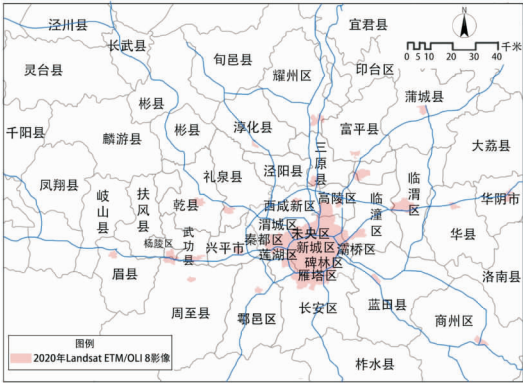 泾川县
宜君县
N
长武县
旬邑县
耀州区
印台区
0 5 10 20 30 40 千米
灵台县
蒲城县
彬县
彬县
淳化县
富平县
千阳县
麟游县
三原县
大荔县
礼泉县
泾阳县
临渭区
凤翔县
岐山县
扶风县
乾县
西咸新区
高陵区
临潼区
华阴市
武功县
渭城区
未央区
华县
杨陵区
兴平市
秦都区
新城区
灞桥区
莲湖区
碑林区
眉县
雁塔区
洛南县
周至县
鄠邑区
长安区
蓝田县
商州区
图例
2020年Landsat ETM/OLI 8影像
柞水县